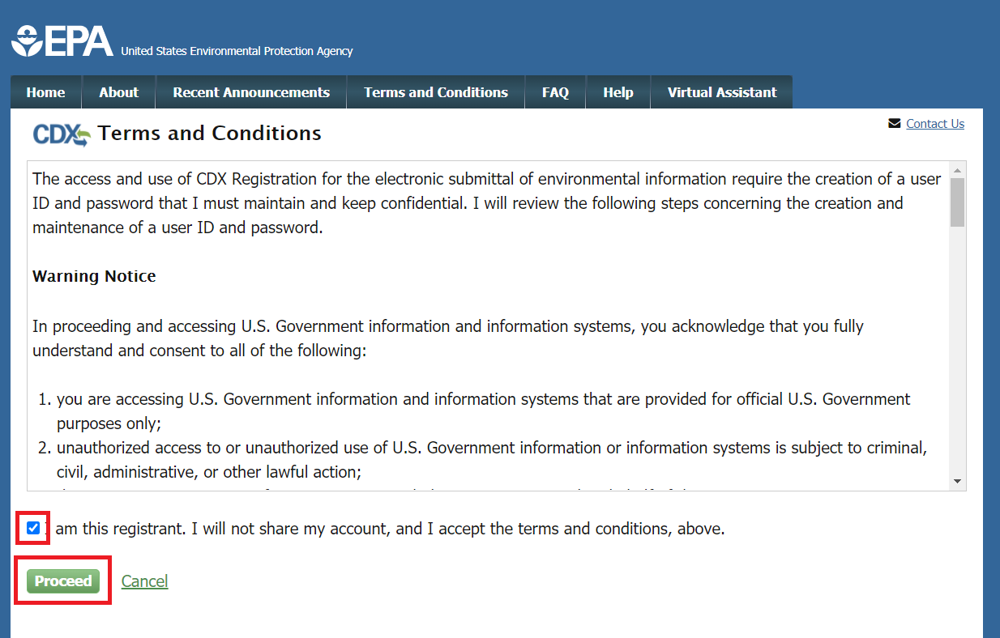 EPA United States Environmental Protection Agency
Home About Recent Announcements Terms and Conditions FAQ Help Virtual Assistant
Contact Us
CDX Terms and Conditions
The access and use of CDX Registration for the electronic submittal of environmental information require the creation of a user
ID and password that I must maintain and keep confidential. I will review the following steps concerning the creation and
maintenance of a user ID and password.
Warning Notice
In proceeding and accessing U.S. Government information and information systems, you acknowledge that you fully
understand and consent to all of the following:
1. you are accessing U.S. Government information and information systems that are provided for official U.S. Government
purposes only;
2. unauthorized access to or unauthorized use of U.S. Government information or information systems is subject to criminal,
civil, administrative, or other lawful action;
I am this registrant. I will not share my account, and I accept the terms and conditions, above.
Proceed Cancel